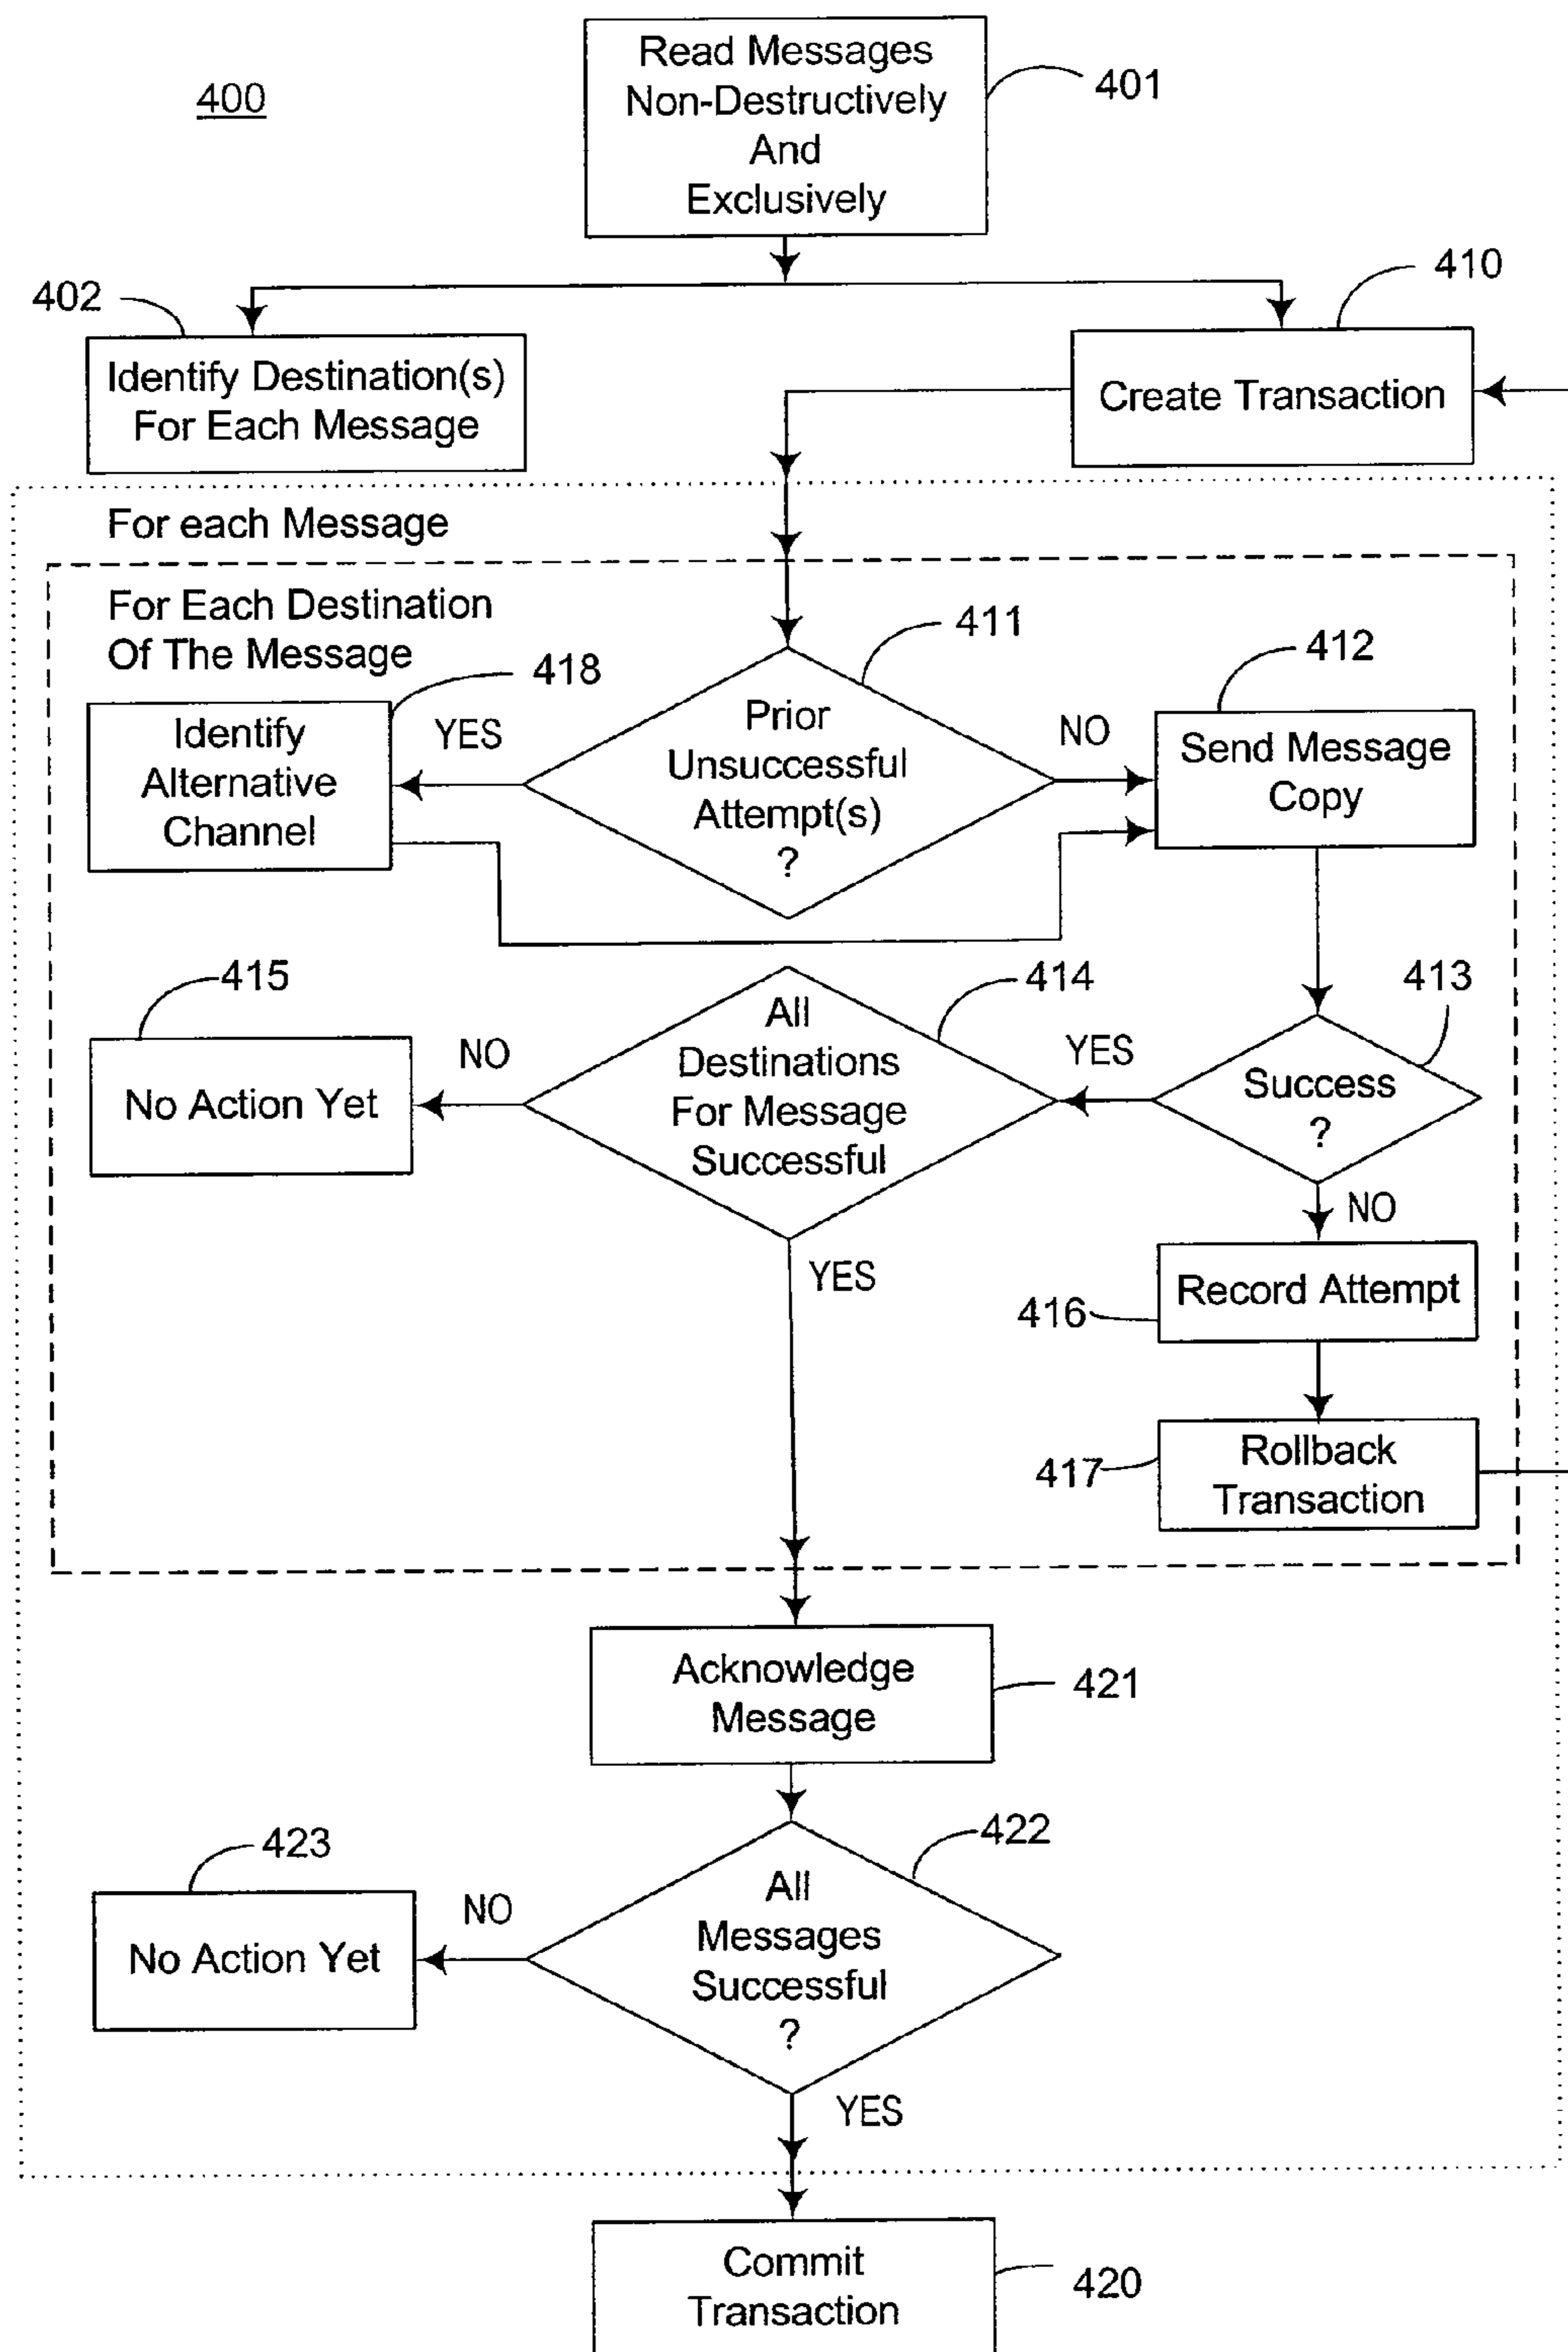 400
Read Messages
Non-Destructively
And
Exclusively
401
402
410
Identify Destination(s)
For Each Message
Create Transaction
For each Message
For Each Destination
Of The Message
411
412
418
Identify
Alternative
Channel
YES
Prior
Unsuccessful
Attempt(s)
?
NO
Send Message
Copy
415
414
413
No Action Yet
NO
All
Destinations
For Message
Successful
YES
Success
?
YES
NO
416
Record Attempt
417
Rollback
Transaction
Acknowledge
Message
421
423
422
No Action Yet
NO
All
Messages
Successful
?
YES
Commit
Transaction
420